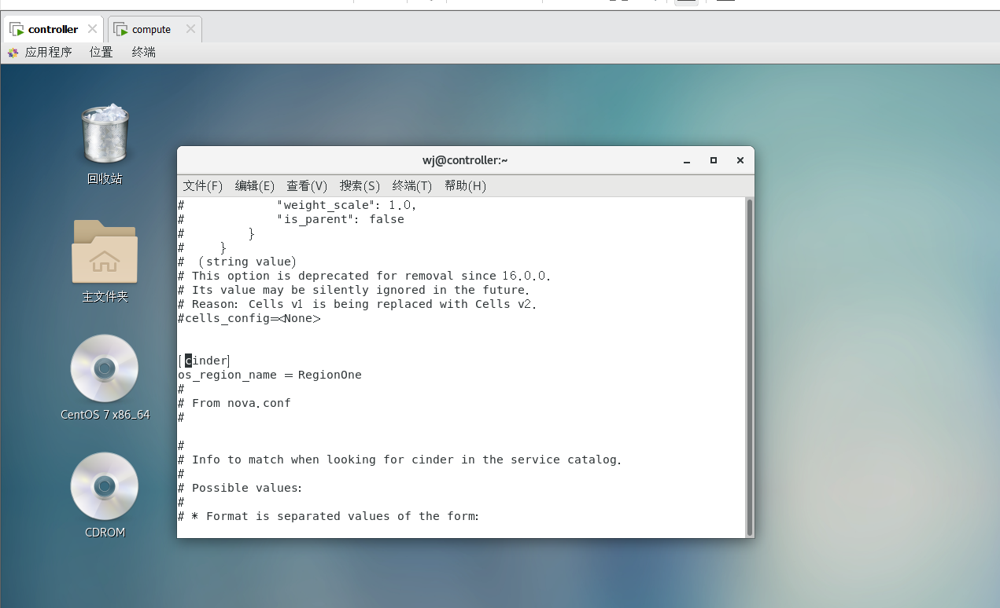 controller
compute
应用程序 位置 终端
回收站
主文件夹
CentOS 7 x86_64
CDROM
wj@controller:~
文件(F) 编辑(E) 查看(V) 搜索(S) 终端(T) 帮助(H)
#             "weight_scale": 1.0,
#             "is_parent": false
#         }
#     }
#  (string value)
# This option is deprecated for removal since 16.0.0.
# Its value may be silently ignored in the future.
# Reason: Cells v1 is being replaced with Cells v2.
#cells_config=<None>
[cinder]
os_region_name = RegionOne
#
# From nova.conf
#
#
# Info to match when looking for cinder in the service catalog.
#
# Possible values:
#
# * Format is separated values of the form: